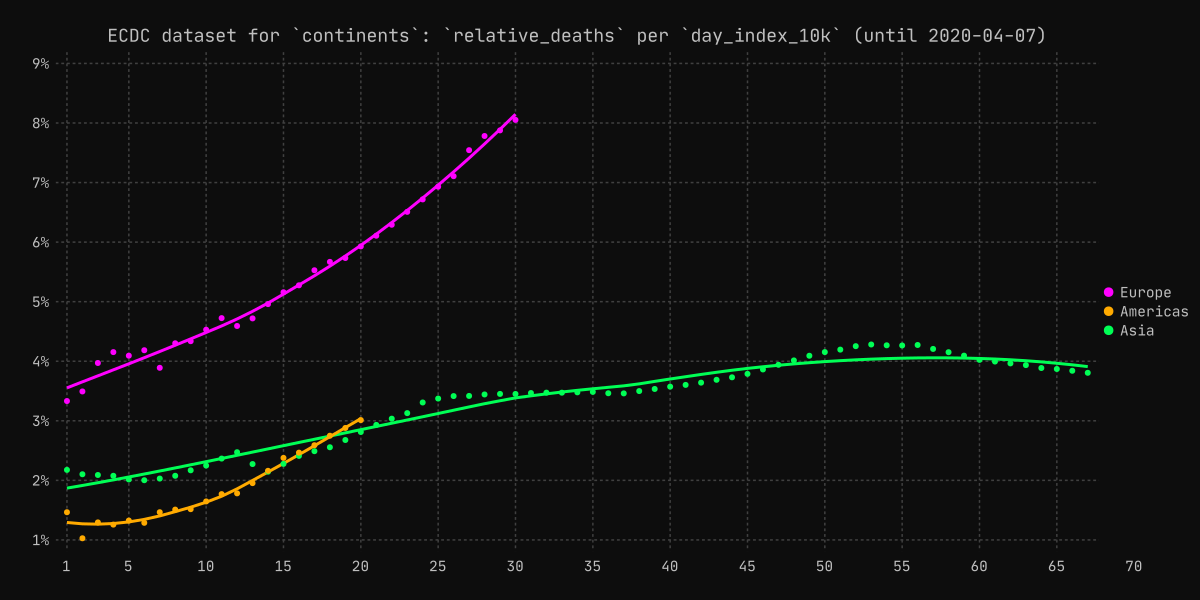 ECDC dataset for `continents`: `relative_deaths` per `day_index_10k` (until 2020-04-07)
9%
8%
7%
6%
5%
4%
3%
2%
1%
1 5 10 15 20 25 30 35 40 45 50 55 60 65 70
Europe
Americas
Asia